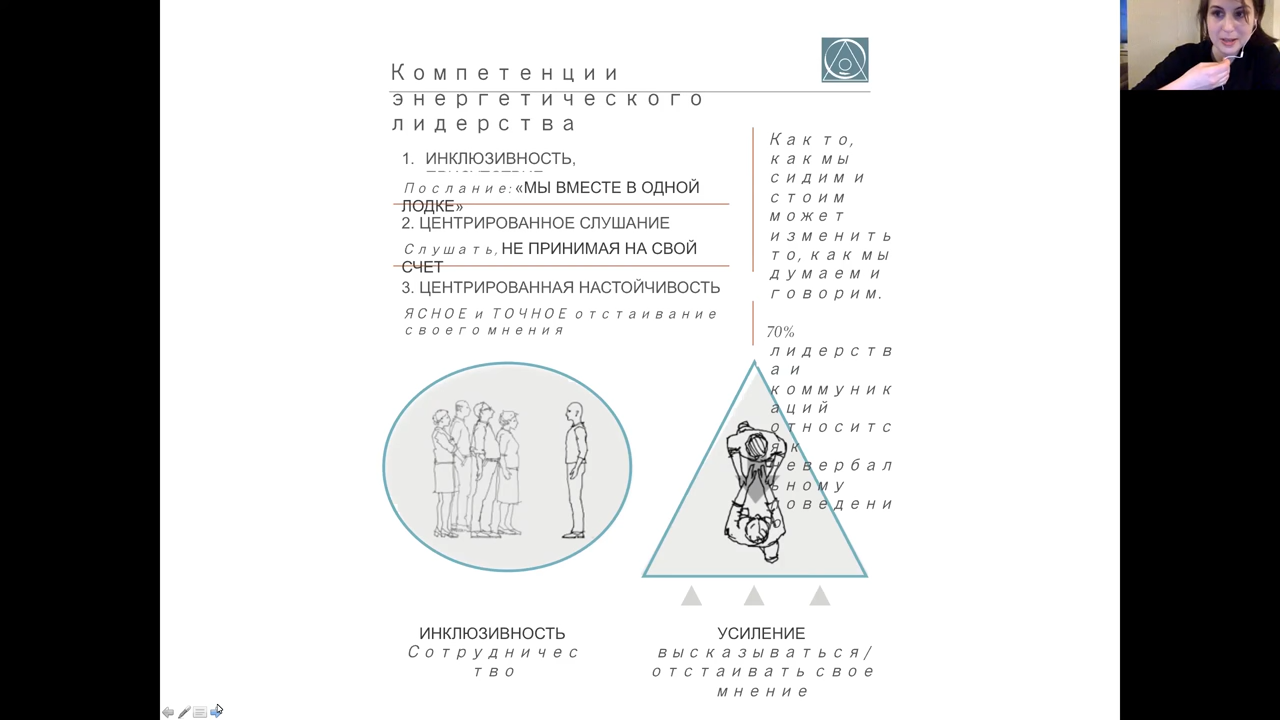 Компетенции
энергетического
лидерства
1. ИНКЛЮЗИВНОСТЬ,
Послание: «МЫ ВМЕСТЕ В ОДНОЙ
ЛОДКЕ»
2. ЦЕНТРИРОВАННОЕ СЛУШАНИЕ
Слушать, НЕ ПРИНИМАЯ НА СВОЙ
СЧЕТ
3. ЦЕНТРИРОВАННАЯ НАСТОЙЧИВОСТЬ
ЯСНОЕ и ТОЧНОЕ отстаивание
своего мнения
Как то,
как мы
сидим и
стоим
может
изменить
то, как мы
думаем и
говорим.
70%
лидерств
а и
коммуник
аций
относитс
я к
невербал
ьному
поведени
ю
ИНКЛЮЗИВНОСТЬ
Сотрудничес
тво
УСИЛЕНИЕ
высказываться/
отстаивать свое
мнение